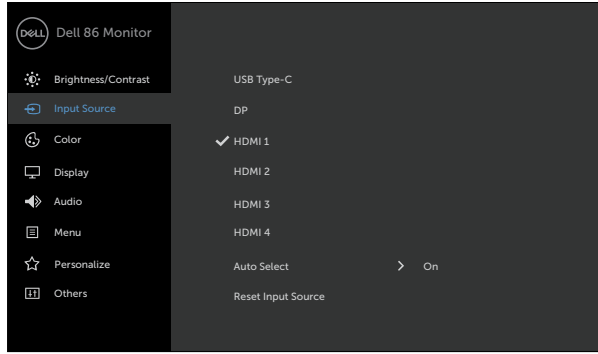 DELL Dell 86 Monitor
Brightness/Contrast
Input Source
Color
Display
Audio
Menu
Personalize
Others
USB Type-C
DP
HDMI 1
HDMI 2
HDMI 3
HDMI 4
Auto Select > On
Reset Input Source